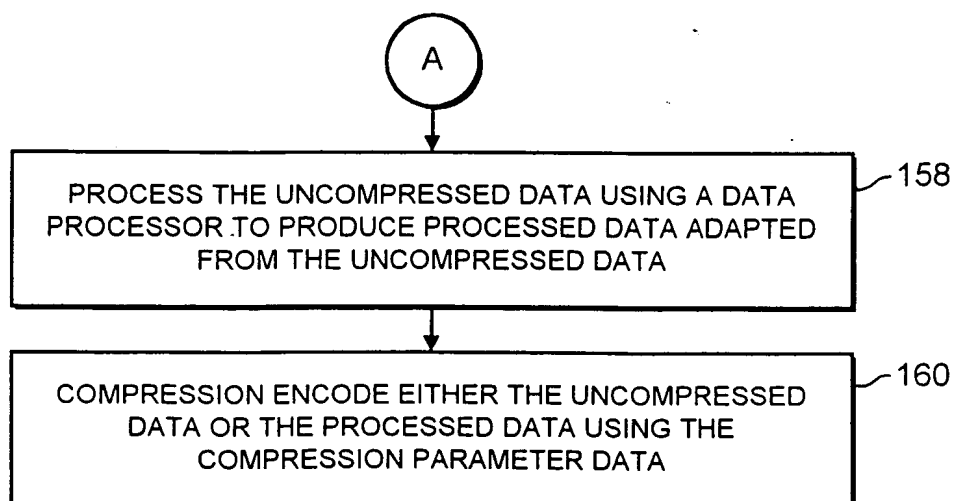 A
PROCESS THE UNCOMPRESSED DATA USING A DATA
PROCESSOR TO PRODUCE PROCESSED DATA ADAPTED
FROM THE UNCOMPRESSED DATA
158
COMPRESSION ENCODE EITHER THE UNCOMPRESSED
DATA OR THE PROCESSED DATA USING THE
COMPRESSION PARAMETER DATA
160